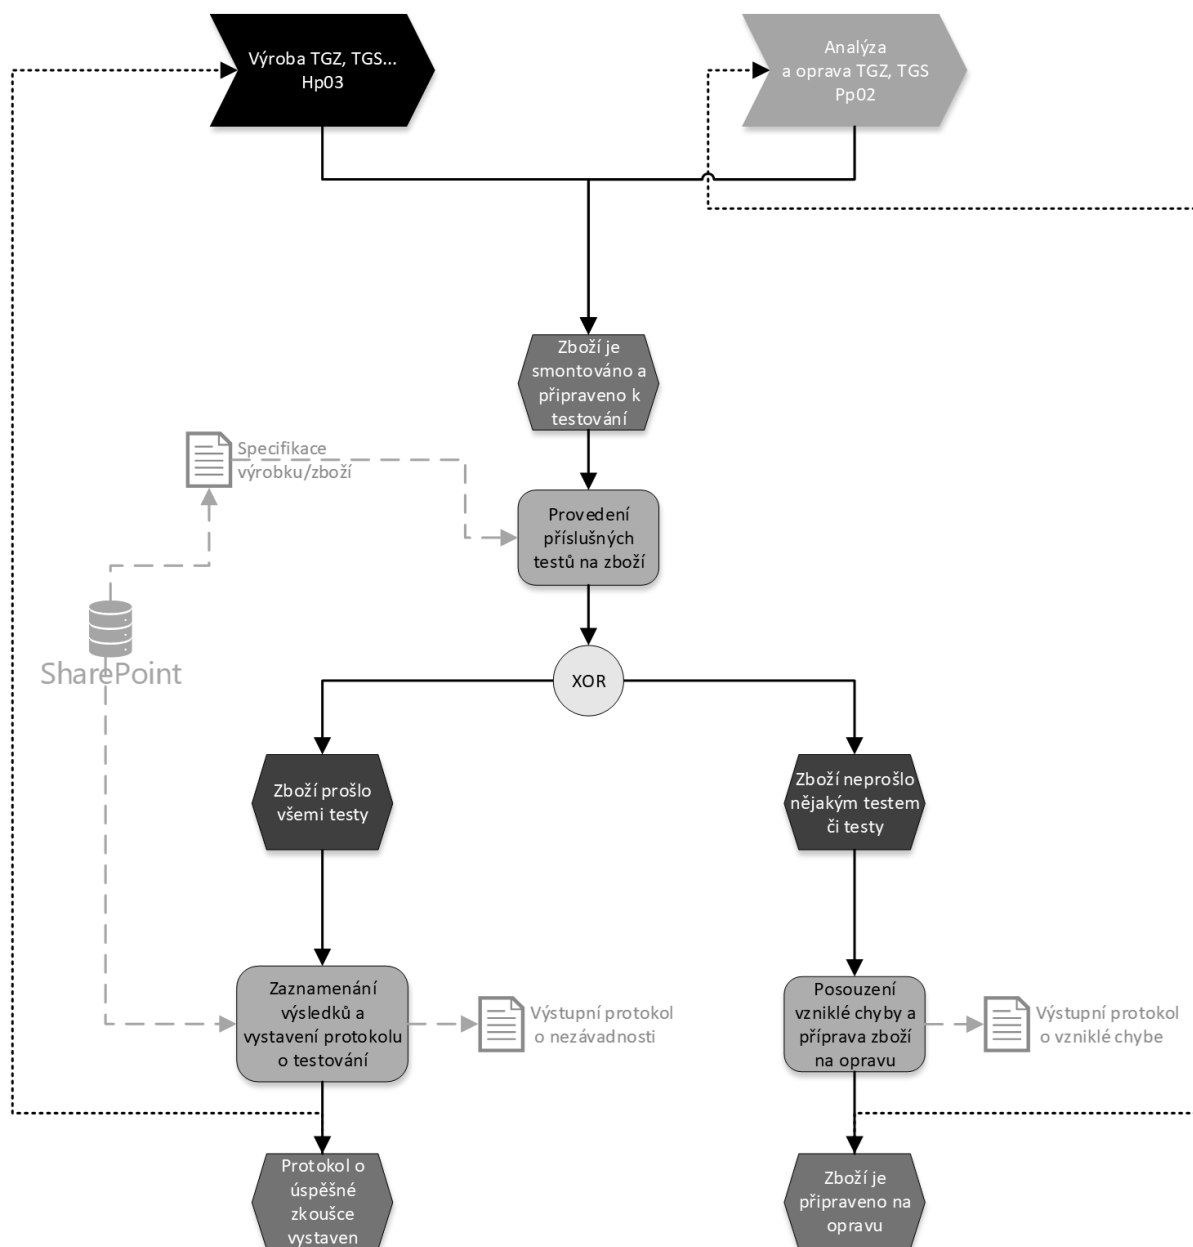 Výroba TGZ, TGS...
Hp03
Analýza
a oprava TGZ, TGS
Pp02
Zboží je
smontováno a
připraveno k
testování
Specifikace
výrobku/zboží
Provedení
příslušných
testů na zboží
SharePoint
XOR
Zboží prošlo
všemi testy
Zboží neprošlo
nějakým testem
či testy
Zaznamenání
výsledků a
vystavení protokolu
o testování
Výstupní protokol
o nezávadnosti
Posouzení
vzniklé chyby a
příprava zboží
na opravu
Výstupní protokol
o vzniklé chybe
Protokol o
úspěšné
zkoušce
vystaven
Zboží je
připraveno na
opravu